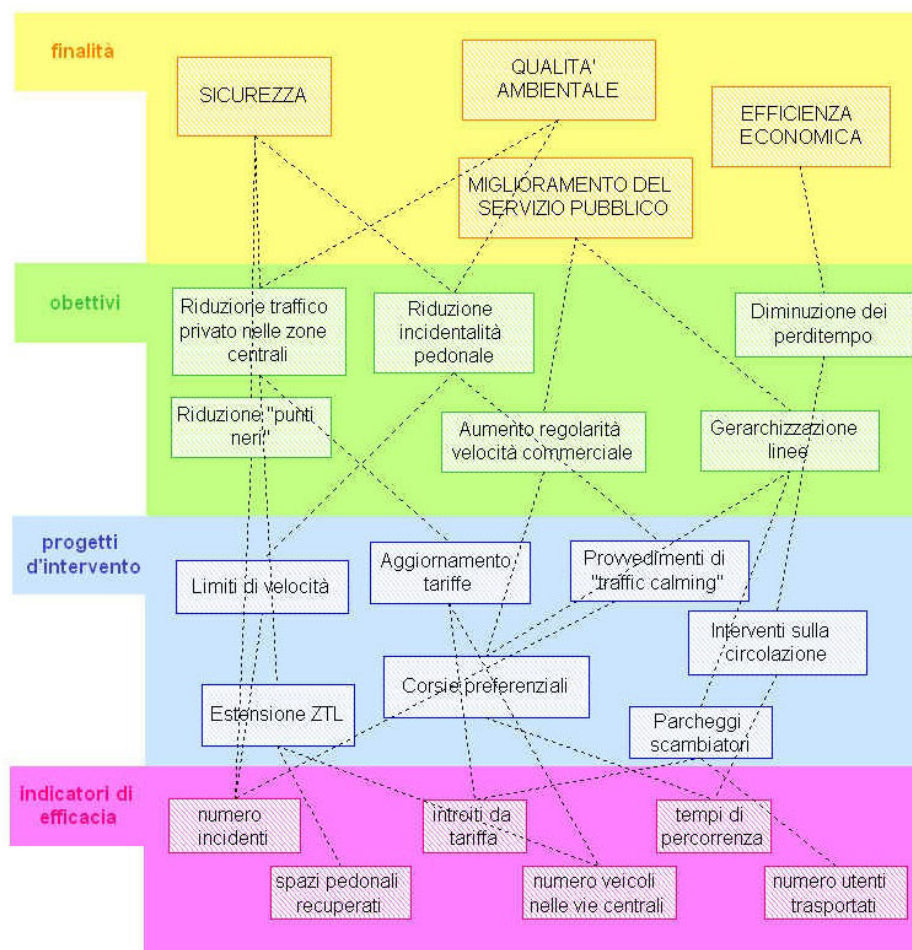 finalità
SICUREZZA
QUALITA'
AMBIENTALE
EFFICIENZA
ECONOMICA
MIGLIORAMENTO DEL
SERVIZIO PUBBLICO
obettivi
Riduzione traffico
privato nelle zone
centrali
Riduzione
incidentalità
pedonale
Diminuzione dei
perditempo
Riduzione "punti
neri"
Aumento regolarità
velocità commerciale
Gerarchizzazione
linee
progetti
d'intervento
Limiti di velocità
Aggiornamento
tariffe
Provvedimenti di
"traffic calming"
Interventi sulla
circolazione
Estensione ZTL
Corsie preferenziali
Parcheggi
scambiatori
indicatori di
efficacia
numero
incidenti
introiti da
tariffa
tempi di
percorrenza
spazi pedonali
recuperati
numero veicoli
nelle vie centrali
numero utenti
trasportati